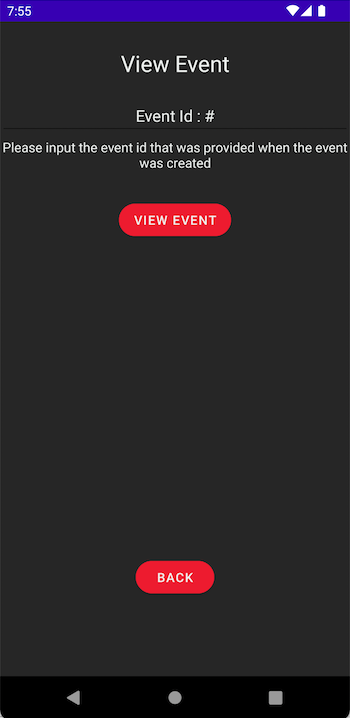 7:55
View Event
Event Id : #
Please input the event id that was provided when the event
was created
VIEW EVENT
BACK